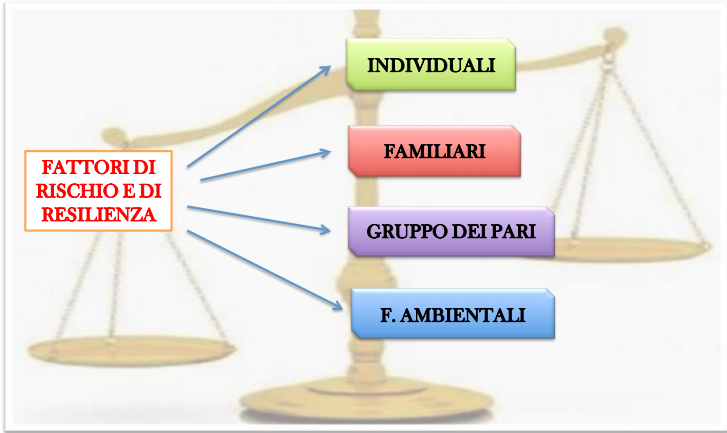 FATTORI DI
RISCHIO E DI
RESILIENZA
INDIVIDUALI
FAMILIARI
GRUPPO DEI PARI
F. AMBIENTALI